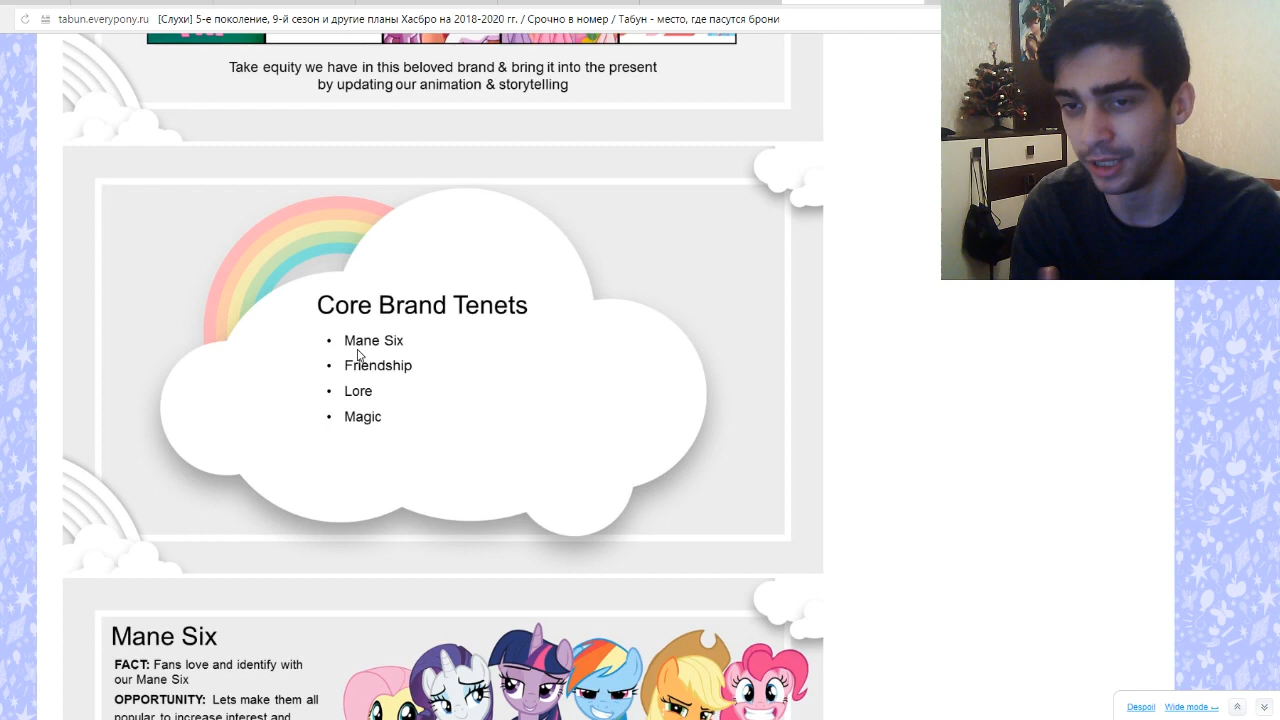 tabun.everypony.ru [Слухи] 5-е поколение, 9-й сезон и другие планы Хасбро на 2018-2020 гг. / Срочно в номер / Табун - место, где пасутся брони
Take equity we have in this beloved brand & bring it into the present
by updating our animation & storytelling
Core Brand Tenets
• Mane Six
• Friendship
• Lore
• Magic
Mane Six
FACT: Fans love and identify with
our Mane Six
OPPORTUNITY: Lets make them all
popular to increase interest and
Despoil Wide mode